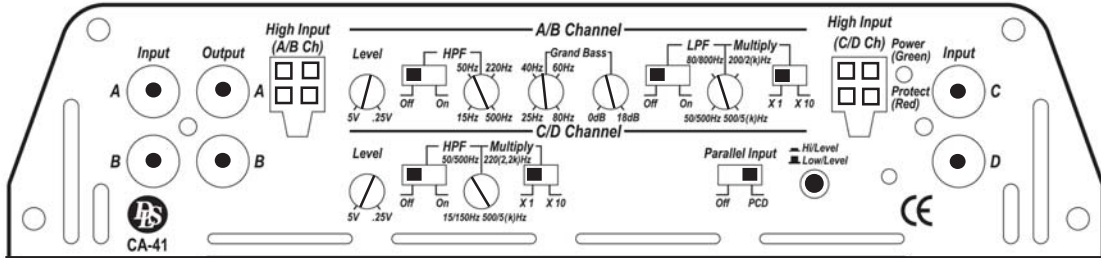 A/B Channel
High Input
(A/B Ch)
Input
Output
Level
HPF
50Hz
220Hz
Grand Bass
40Hz
60Hz
LPF
Multiply
80/800Hz
200/2(k)Hz
High Input
(C/D Ch)
Power
(Green)
Protect
(Red)
Input
A
A
C
5V
.25V
Off
On
15Hz
500Hz
25Hz
80Hz
0dB
18dB
Off
On
50/500Hz
500/5(k)Hz
X 1
X 10
C/D Channel
B
B
D
Level
HPF
Multiply
50/500Hz
220(2,2k)Hz
Parallel Input
Hi/Level
Low/Level
5V
.25V
Off
On
15/150Hz
500/5(k)Hz
X 1
X 10
Off
PCD
DLS
CA-41
CE